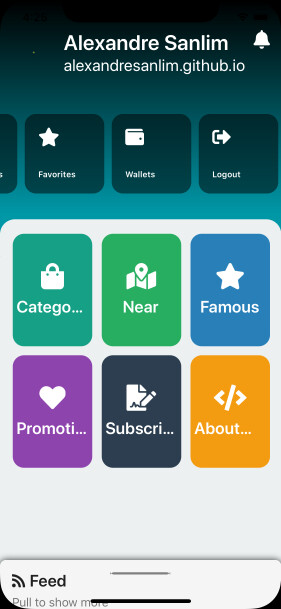 Alexandre Sanlim
alexandresanlim.github.io
s
Favorites
Wallets
Logout
Catego...
Near
Famous
Promoti...
Subscri...
About...
Feed
Pull to show more